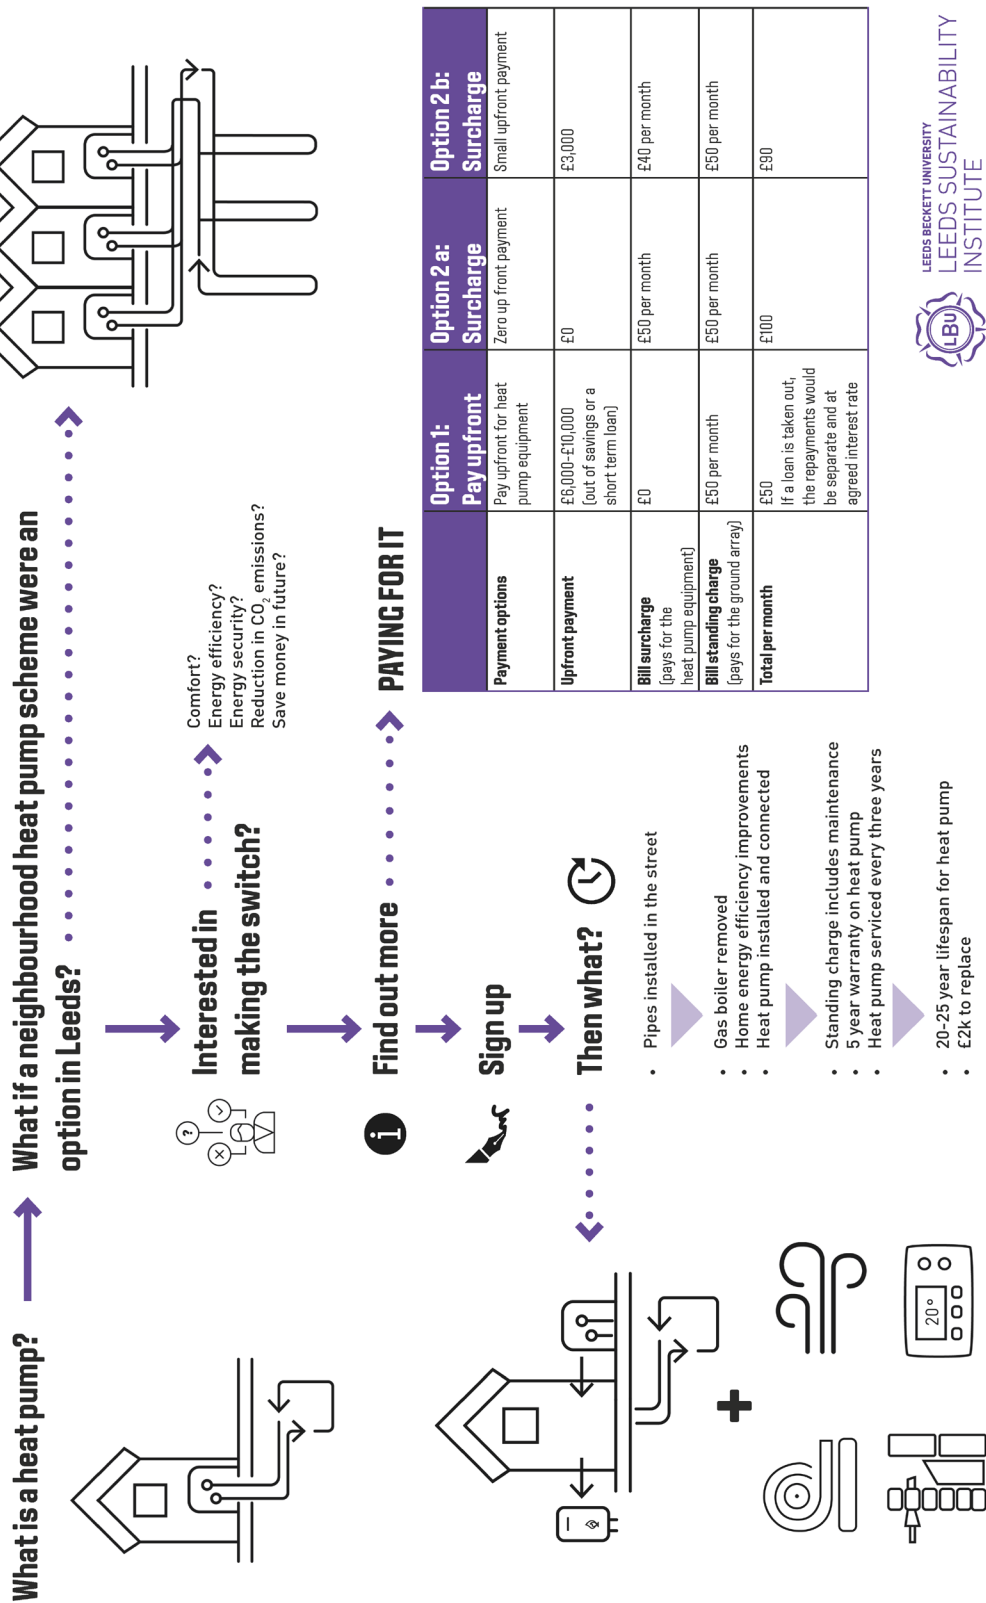 What is a heat pump?
What if a neighbourhood heat pump scheme were an
option in Leeds?
Interested in
making the switch?
Comfort?
Energy efficiency?
Energy security?
Reduction in CO2 emissions?
Save money in future?
?
Find out more
i
PAYING FOR IT
Sign up
Then what?
• Pipes installed in the street
• Gas boiler removed
• Home energy efficiency improvements
• Heat pump installed and connected
• Standing charge includes maintenance
• 5 year warranty on heat pump
• Heat pump serviced every three years
• 20-25 year lifespan for heat pump
• £2k to replace
20°
Option 1:
Pay upfront
Option 2 a:
Surcharge
Option 2 b:
Surcharge
Payment options
Pay upfront for heat
pump equipment
Zero up front payment
Small upfront payment
Upfront payment
£6,000-£10,000
(out of savings or a
short term loan)
£0
£3,000
Bill surcharge
(pays for the
heat pump equipment)
£0
£50 per month
£40 per month
Bill standing charge
(pays for the ground array)
£50 per month
£50 per month
£50 per month
Total per month
£50
If a loan is taken out,
the repayments would
be separate and at
agreed interest rate
£100
£90
LBU
LEEDS BECKETT UNIVERSITY
LEEDS SUSTAINABILITY
INSTITUTE